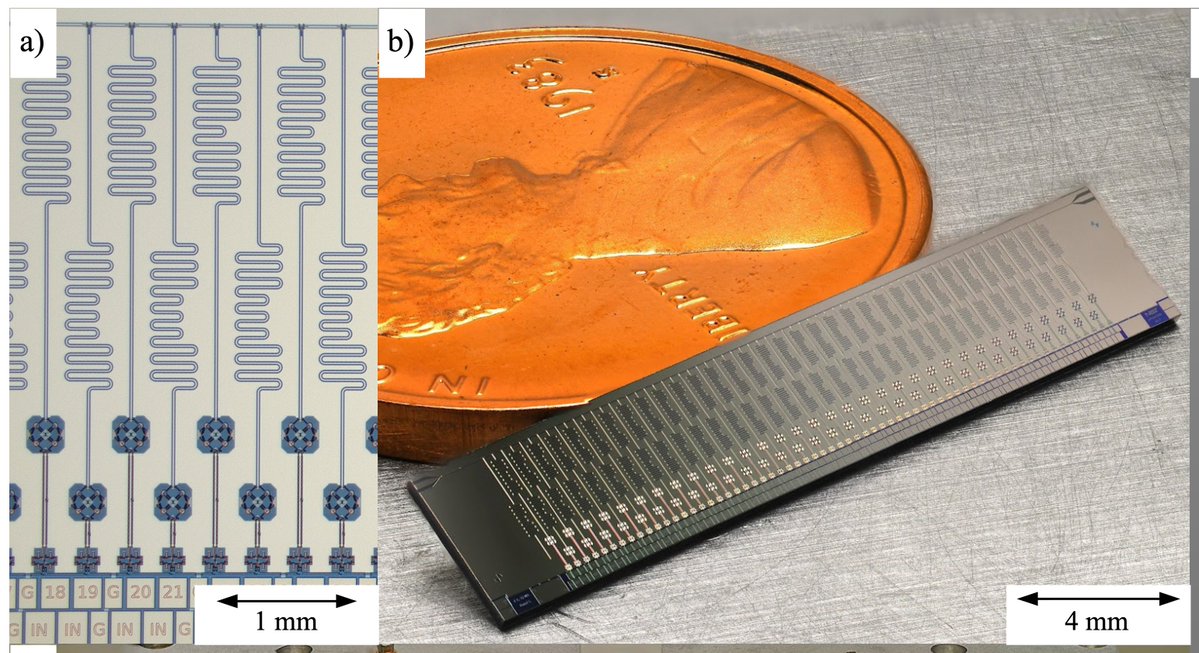 a)
b)
1983
S
LIBERTY
IN G
G 18 19 G 20 21
G IN IN G IN IN G
1 mm
4 mm